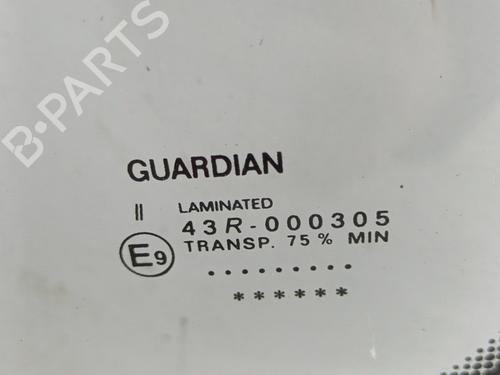 B-PARTS
GUARDIAN
II LAMINATED
43R-000305
E9 TRANSP. 75% MIN
.........
******